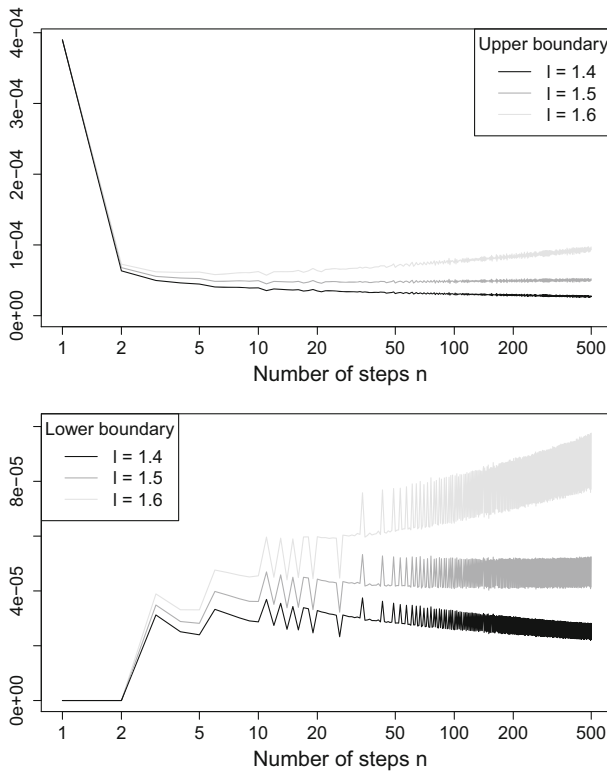 4e−04
3e−04
2e−04
1e−04
0e+00
Upper boundary
l = 1.4
l = 1.5
l = 1.6
1 2 5 10 20 50 100 200 500
Number of steps n
8e−05
4e−05
0e+00
Lower boundary
l = 1.4
l = 1.5
l = 1.6
1 2 5 10 20 50 100 200 500
Number of steps n